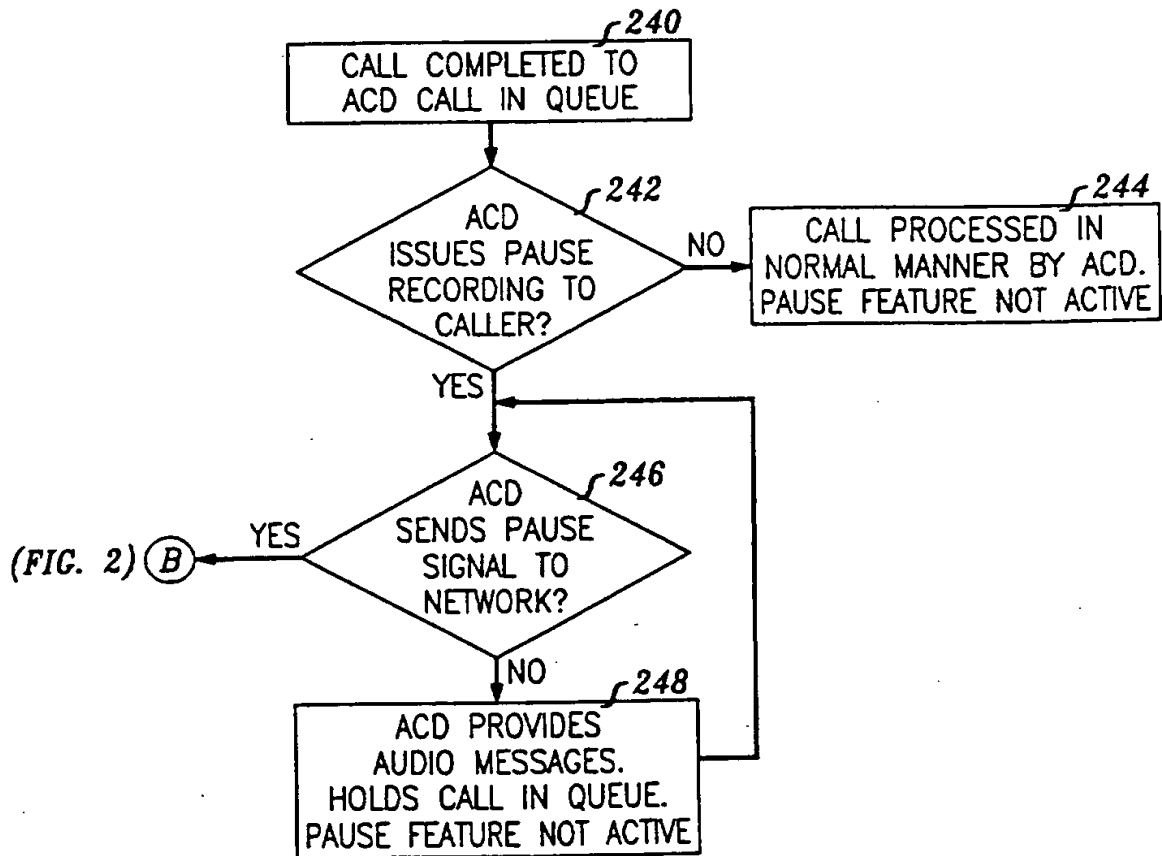 240
CALL COMPLETED TO
ACD CALL IN QUEUE
242
ACD
ISSUES PAUSE
RECORDING TO
CALLER?
NO
244
CALL PROCESSED IN
NORMAL MANNER BY ACD.
PAUSE FEATURE NOT ACTIVE
YES
246
ACD
SENDS PAUSE
SIGNAL TO
NETWORK?
YES
(FIG. 2) B
NO
248
ACD PROVIDES
AUDIO MESSAGES.
HOLDS CALL IN QUEUE.
PAUSE FEATURE NOT ACTIVE